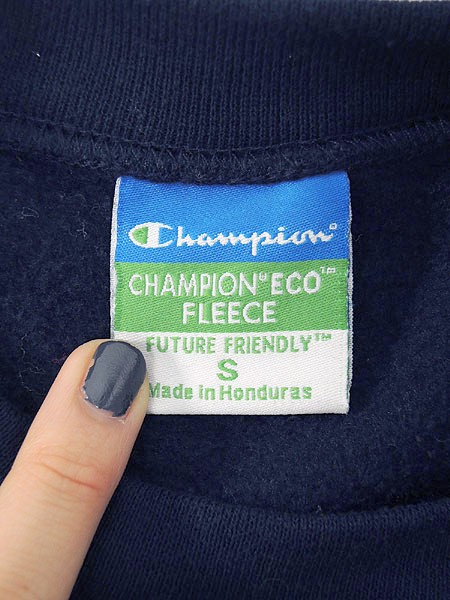 Champion®
CHAMPION® ECO™
FLEECE
FUTURE FRIENDLY™
S
Made in Honduras